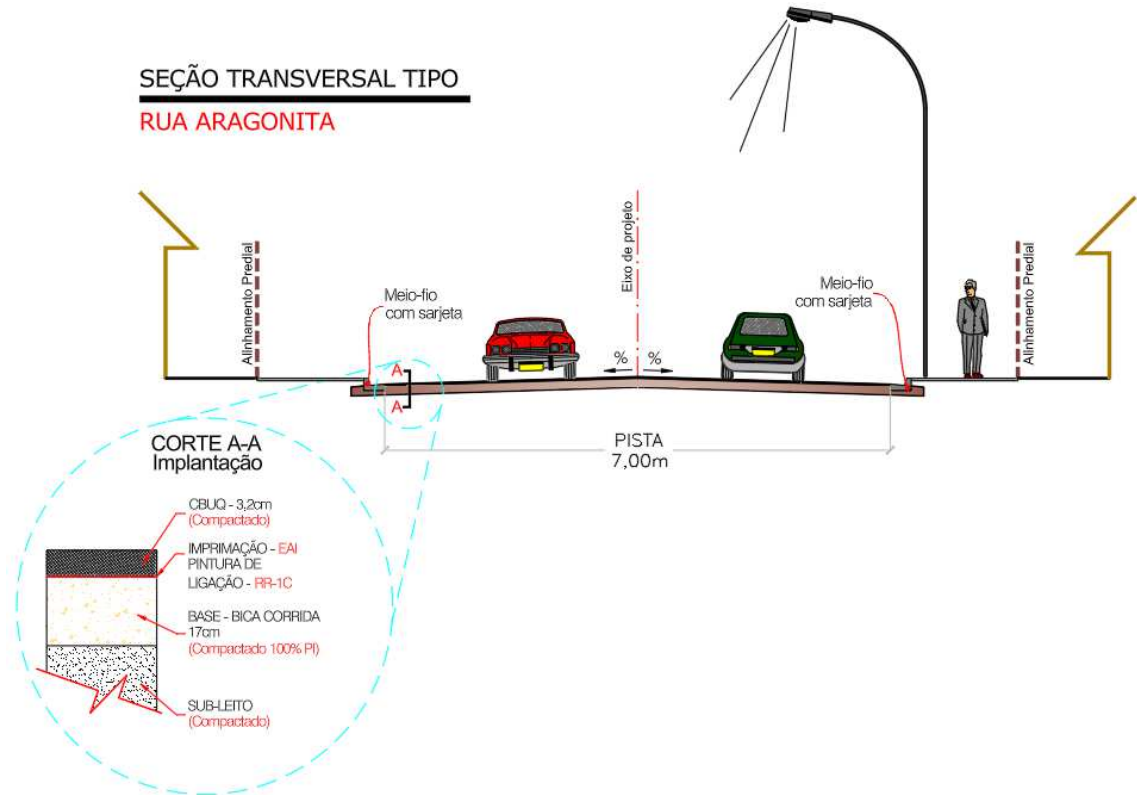 SEÇÃO TRANSVERSAL TIPO
RUA ARAGONITA
Alinhamento Predial
Meio-fio
com sarjeta
Eixo de projeto
% %
Meio-fio
com sarjeta
Alinhamento Predial
A
A
PISTA
7,00m
CORTE A-A
Implantação
CBUQ - 3,2cm
(Compactado)
IMPRIMAÇÃO - EAI
PINTURA DE
LIGAÇÃO - RR-1C
BASE - BICA CORRIDA
17cm
(Compactado 100% PI)
SUB-LEITO
(Compactado)